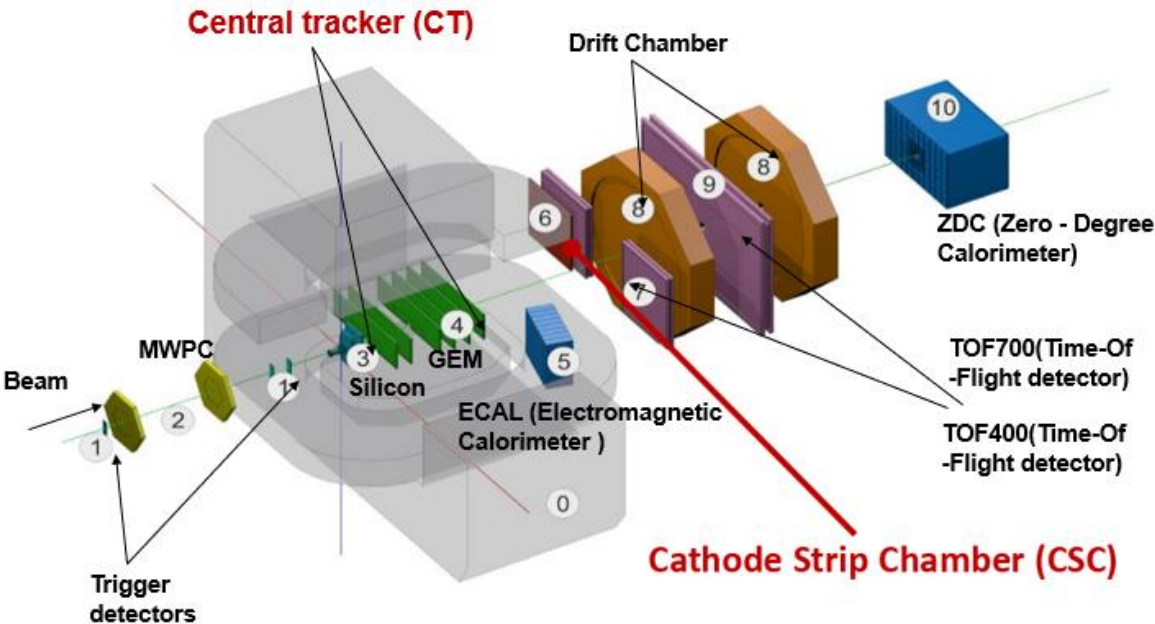 Central tracker (CT)
Drift Chamber
10
9
8
8
6
ZDC (Zero - Degree
Calorimeter)
7
4
MWPC
3
GEM
5
Silicon
1
Beam
2
1
ECAL (Electromagnetic
Calorimeter )
TOF700(Time-Of
-Flight detector)
TOF400(Time-Of
-Flight detector)
0
Cathode Strip Chamber (CSC)
Trigger
detectors